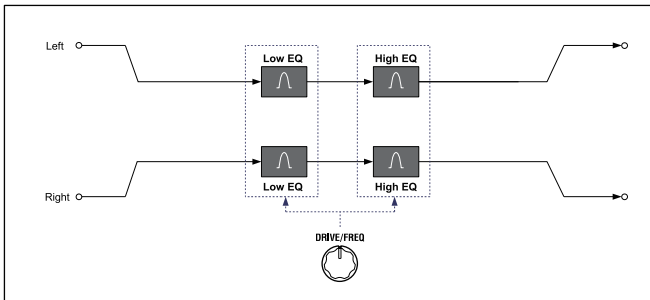 Left
Low EQ
High EQ
Low EQ
High EQ
Right
DRIVE/FREQ